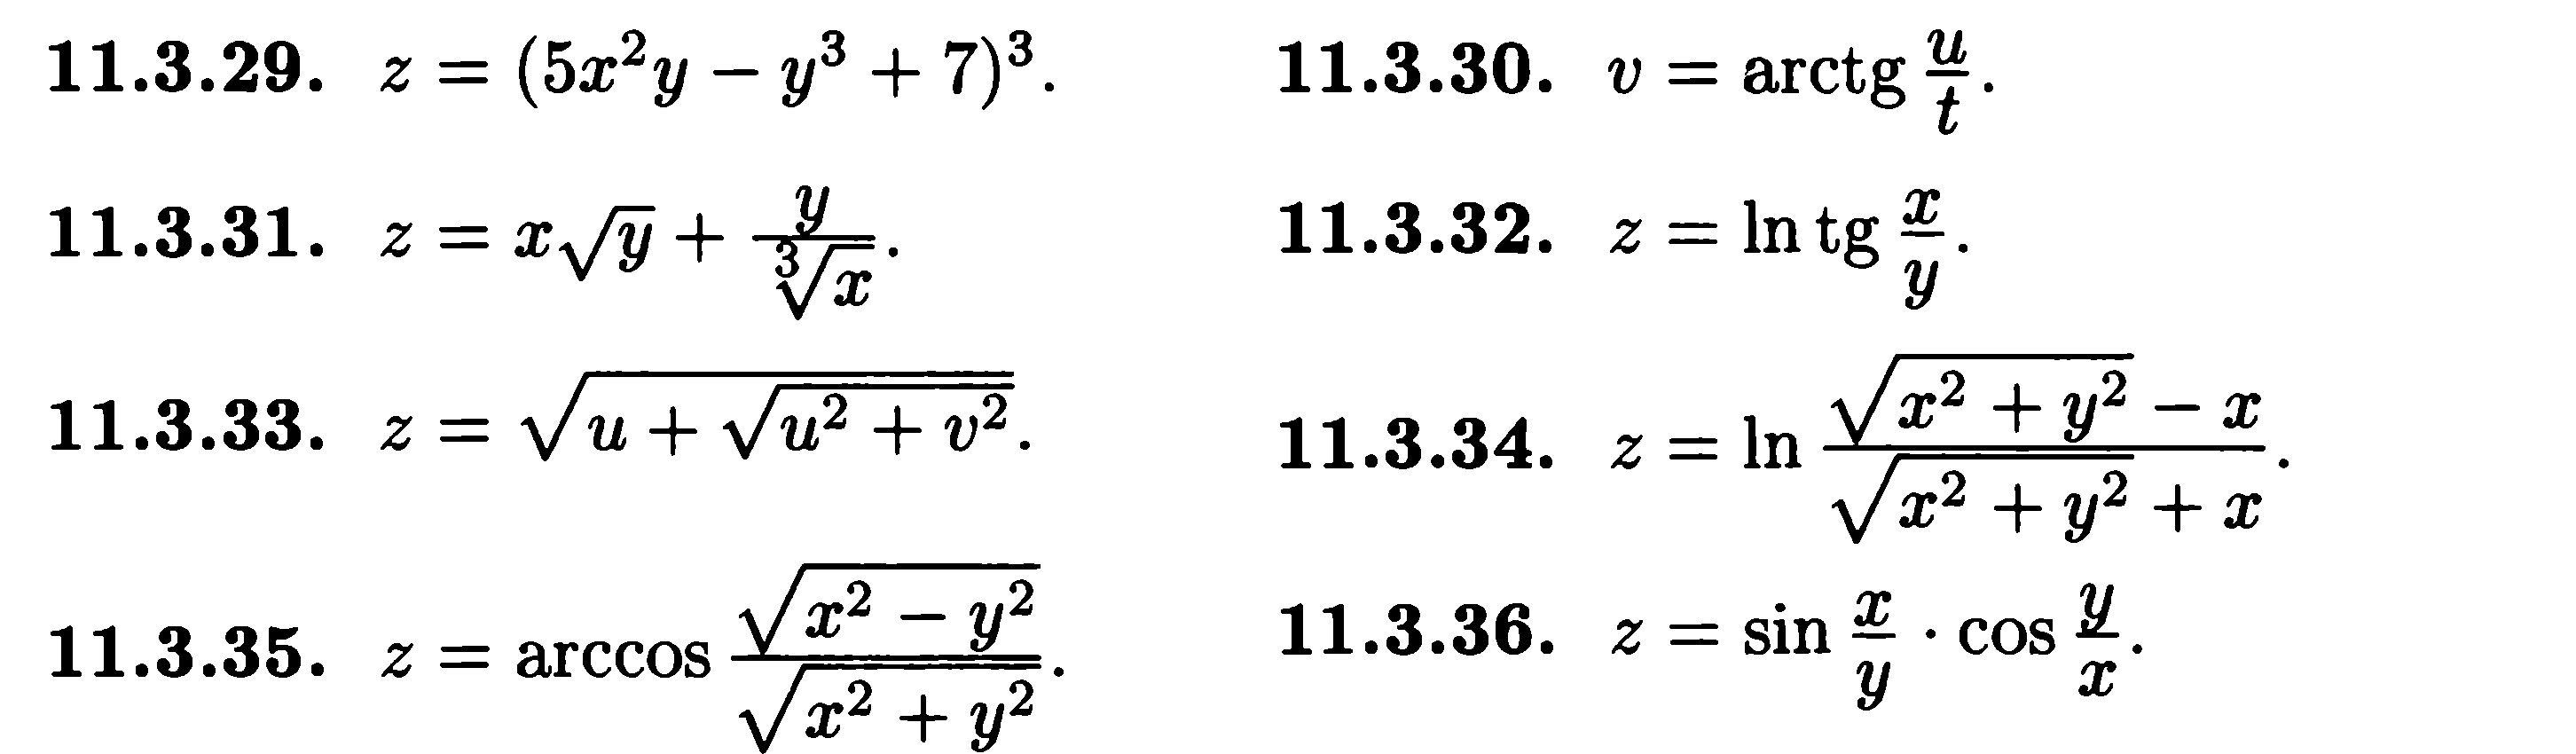 11.3.29. z = (5x²y − y³ + 7)³. 11.3.30. v = arctg u/t.
11.3.31. z = x√y + y/∛x. 11.3.32. z = ln tg x/y.
11.3.33. z = √(u + √(u² + v²)). 11.3.34. z = ln (√(x² + y²) − x)/(√(x² + y²) + x).
11.3.35. z = arccos √(x² − y²)/√(x² + y²). 11.3.36. z = sin x/y · cos y/x.